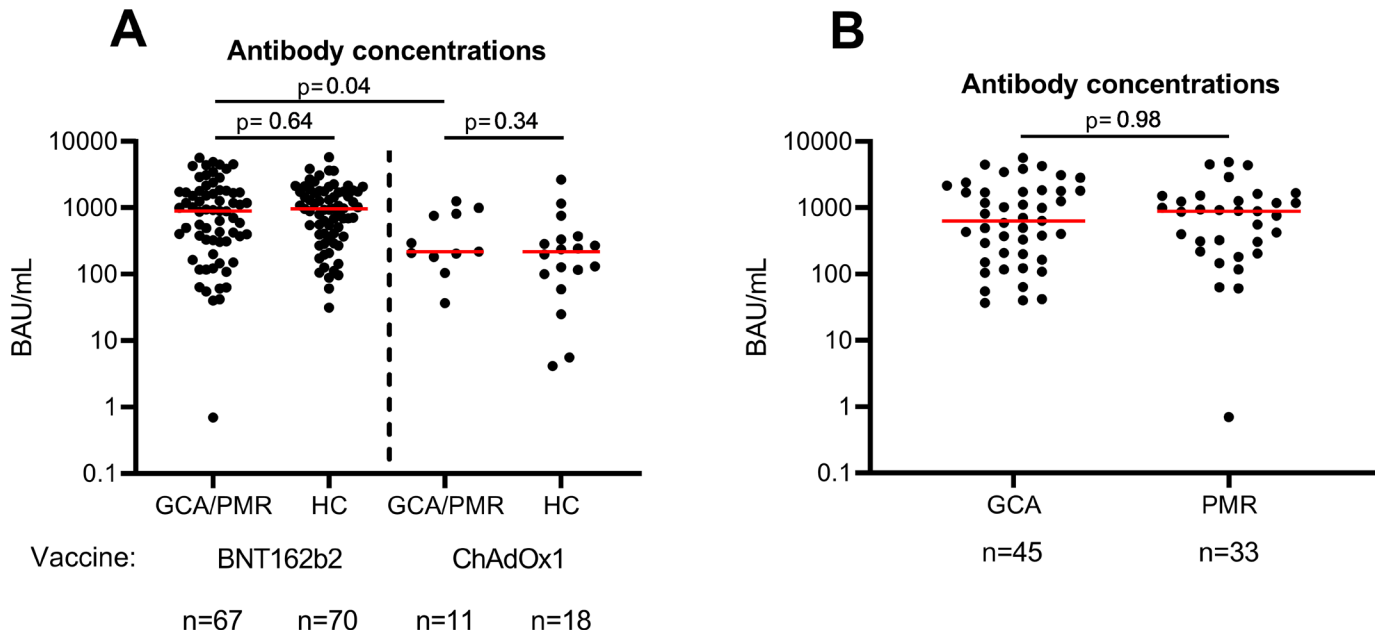 A
Antibody concentrations
p= 0.04
p= 0.64
p= 0.34
BAU/mL
10000
1000
100
10
1
0.1
GCA/PMR HC GCA/PMR HC
Vaccine: BNT162b2 ChAdOx1
n=67 n=70 n=11 n=18
B
Antibody concentrations
p= 0.98
BAU/mL
10000
1000
100
10
1
0.1
GCA PMR
n=45 n=33